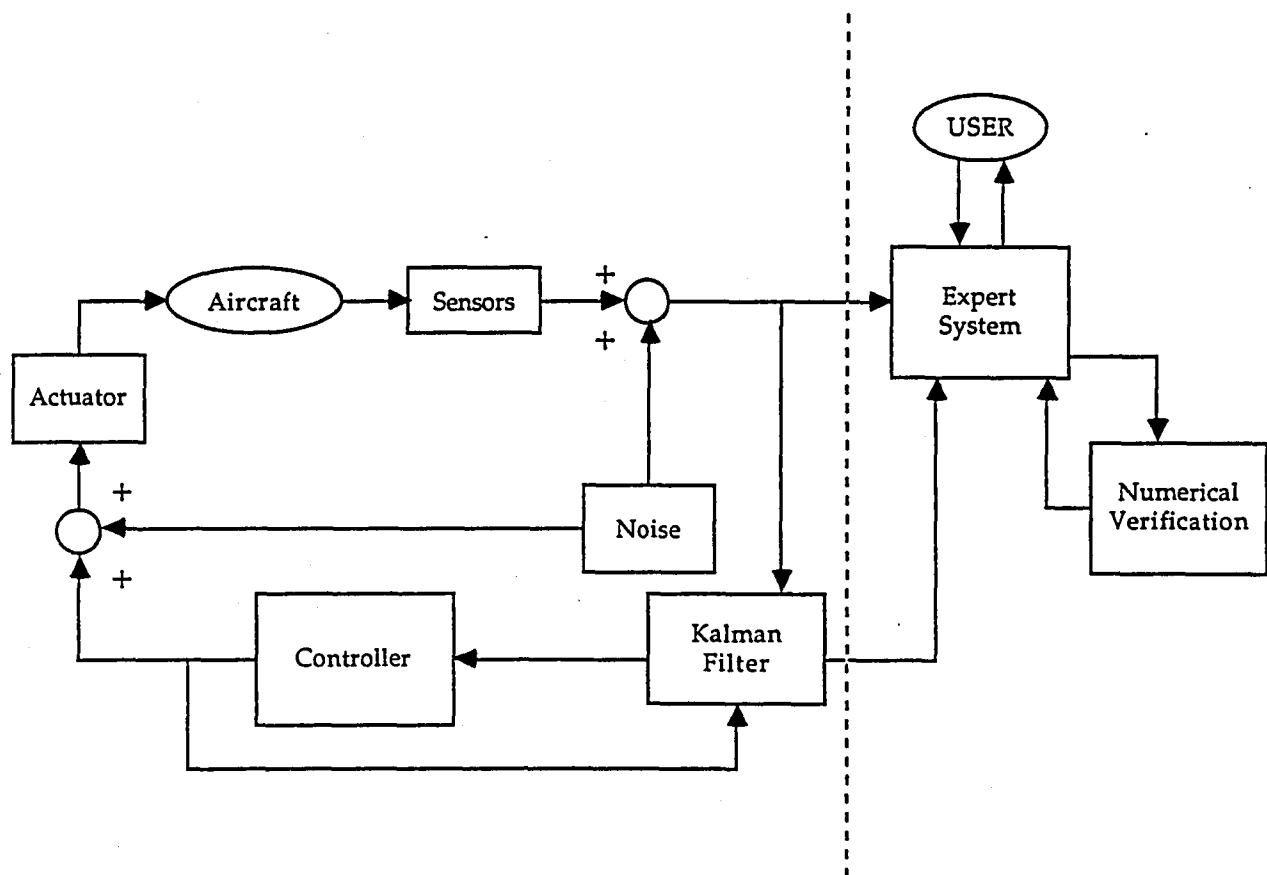 USER
Aircraft
Sensors
+
+
Expert
System
Actuator
+
+
Noise
Numerical
Verification
Controller
Kalman
Filter